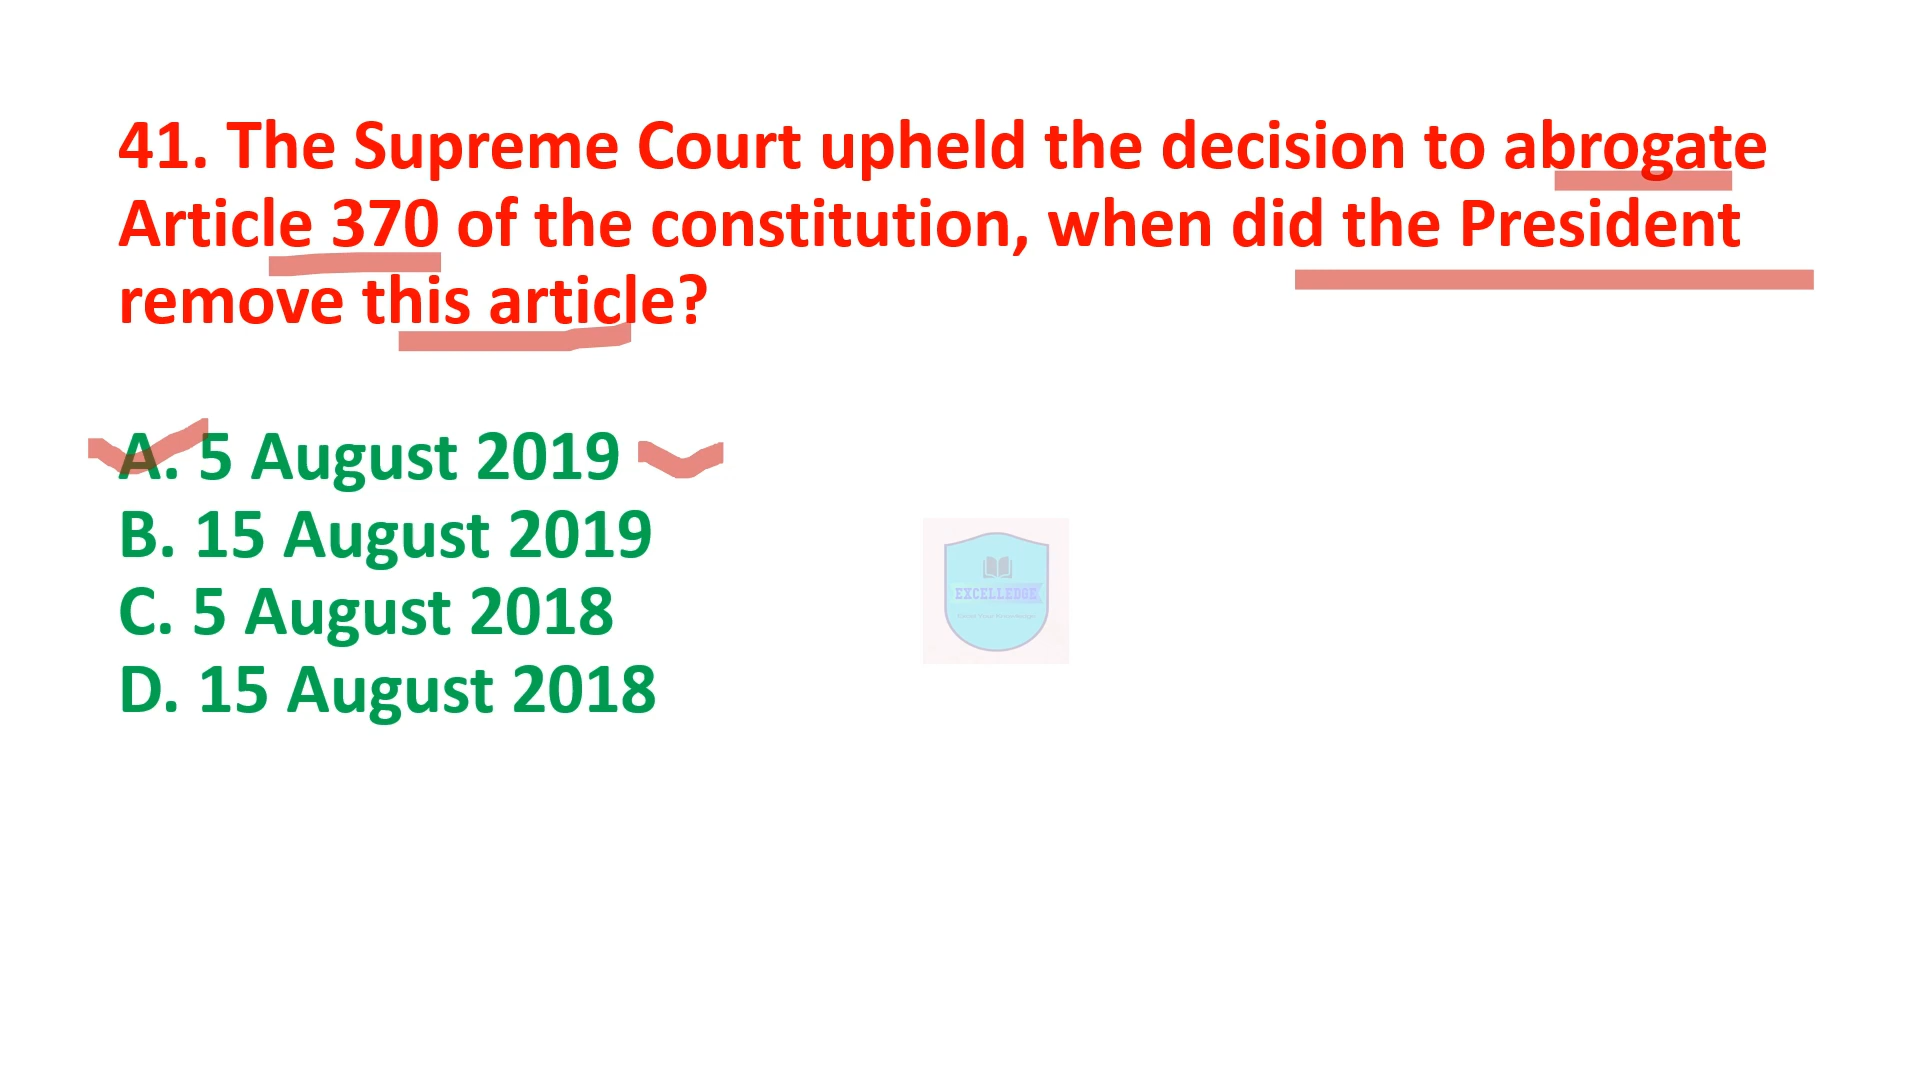 41. The Supreme Court upheld the decision to abrogate
Article 370 of the constitution, when did the President
remove this article?
A. 5 August 2019
B. 15 August 2019
C. 5 August 2018
D. 15 August 2018
EXCELLEDGE